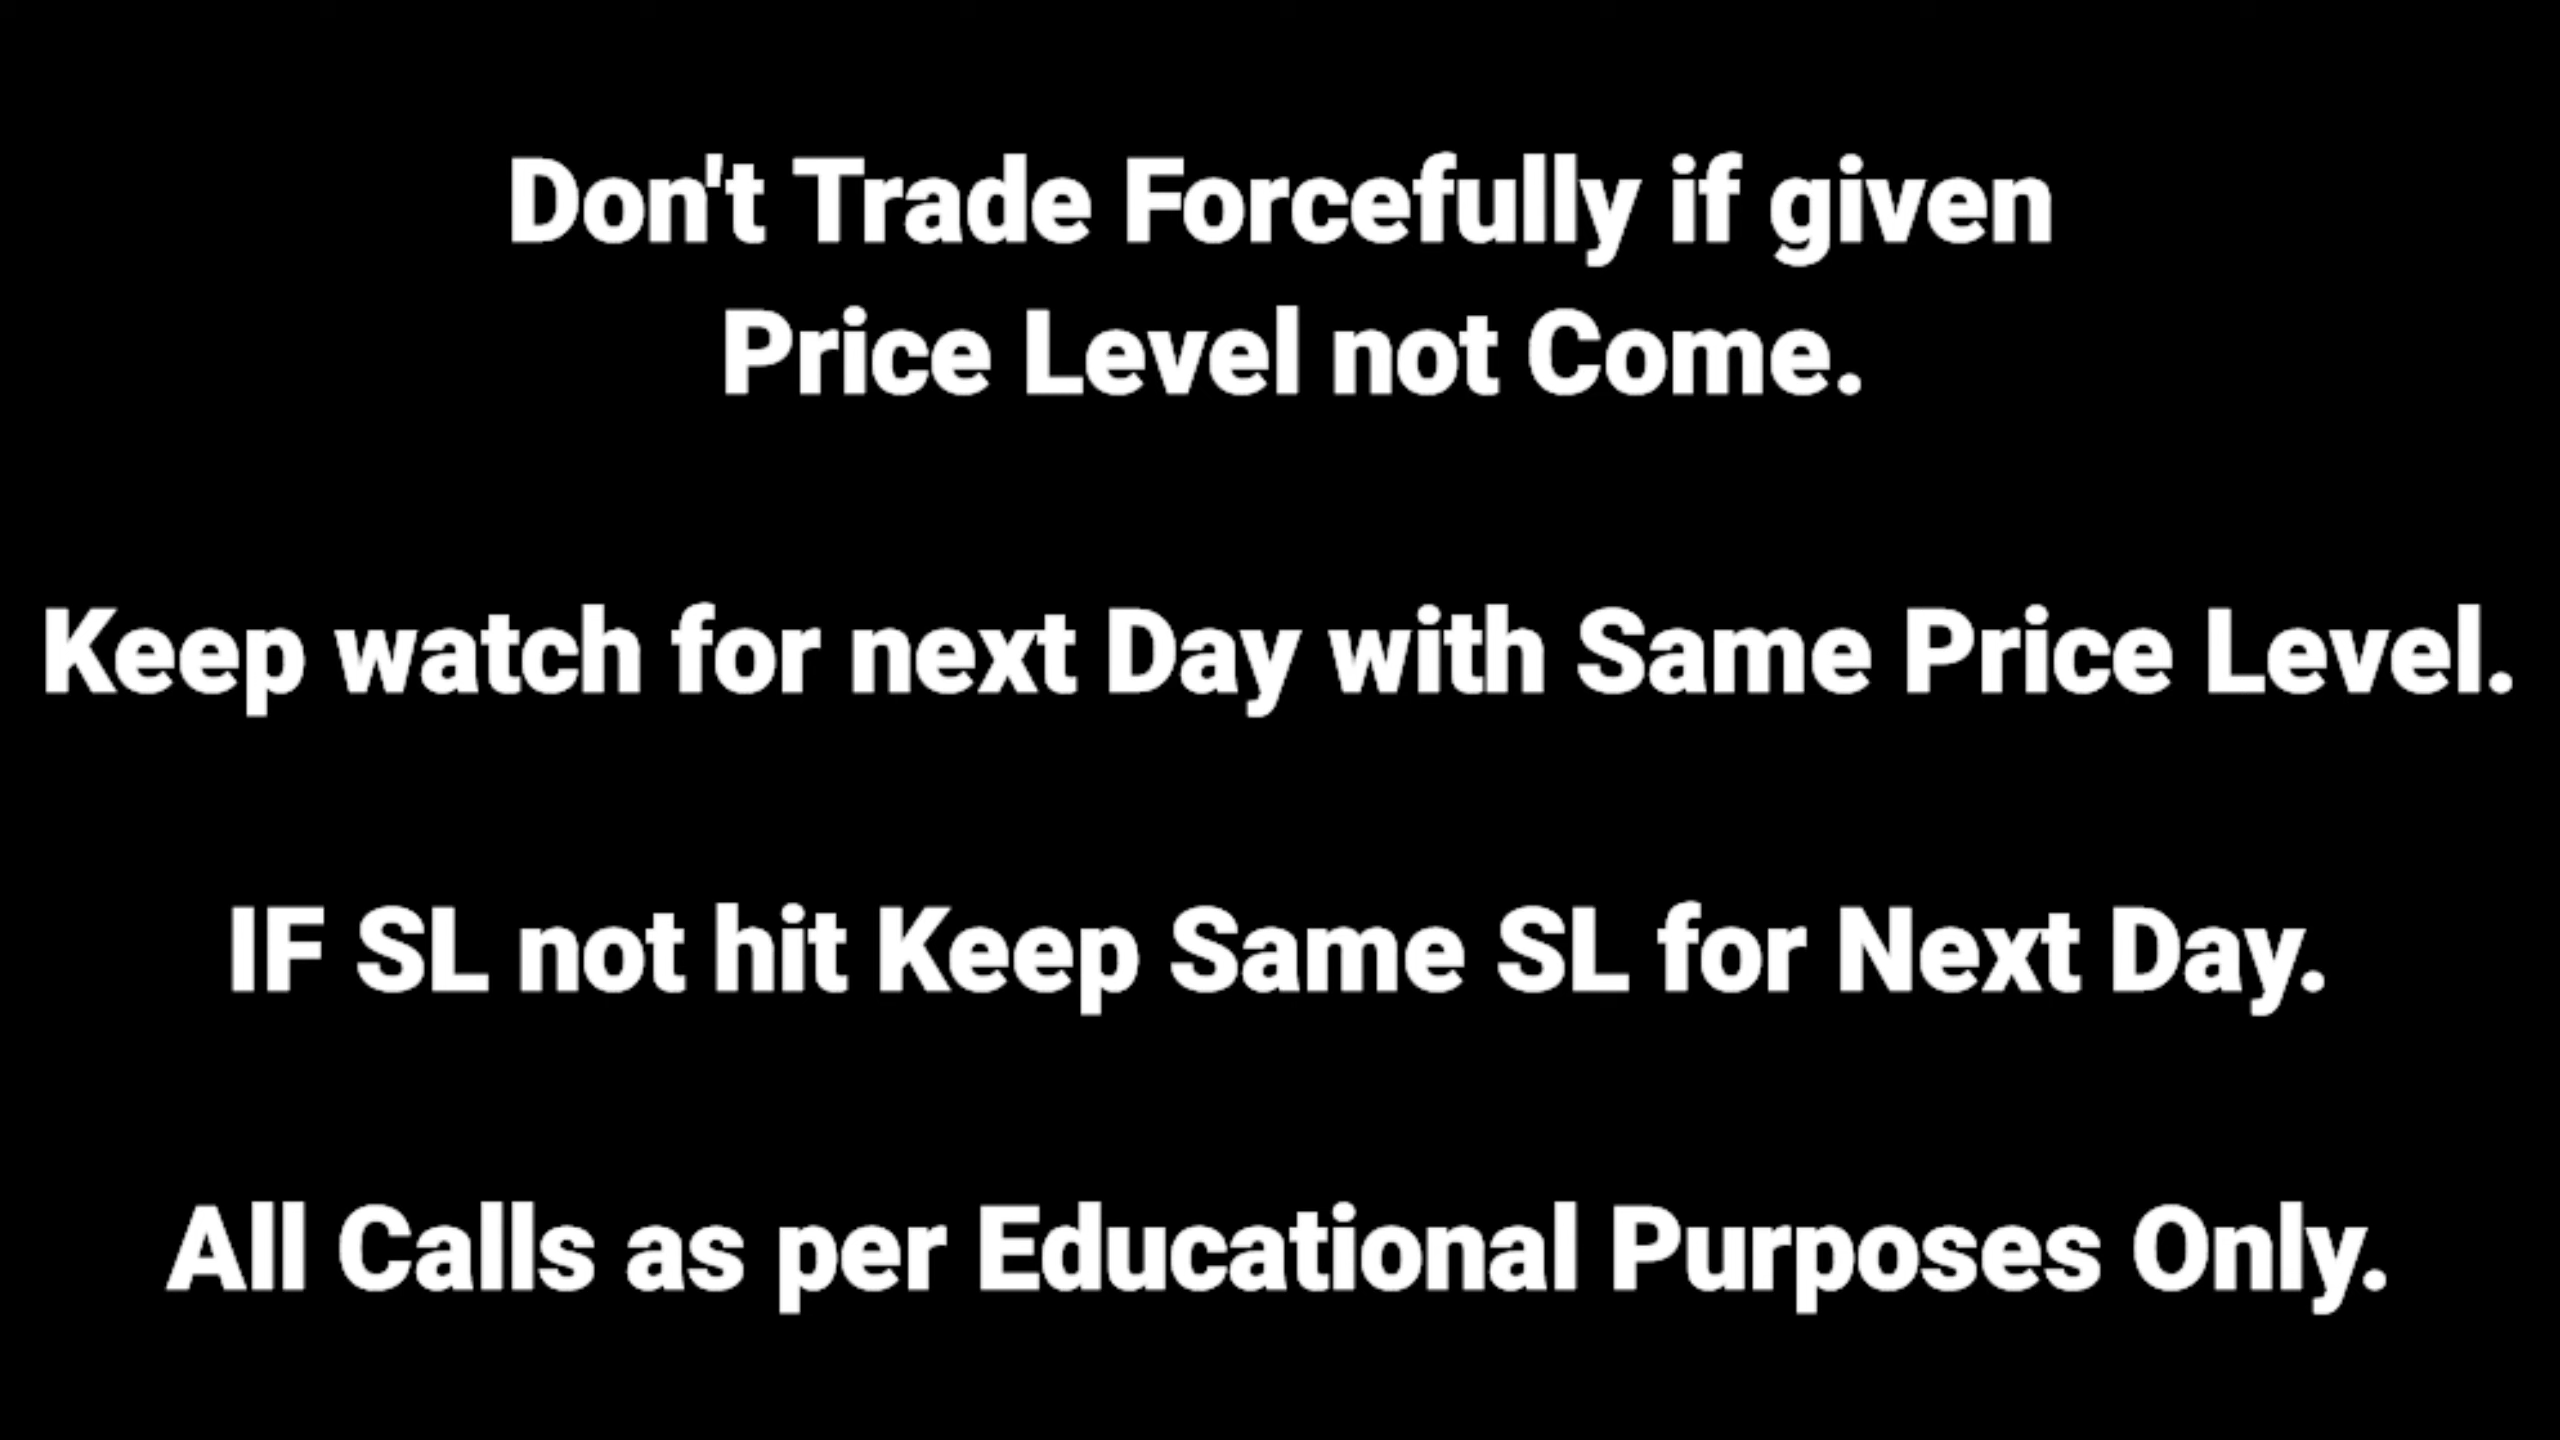 Don't Trade Forcefully if given
Price Level not Come.
Keep watch for next Day with Same Price Level.
IF SL not hit Keep Same SL for Next Day.
All Calls as per Educational Purposes Only.